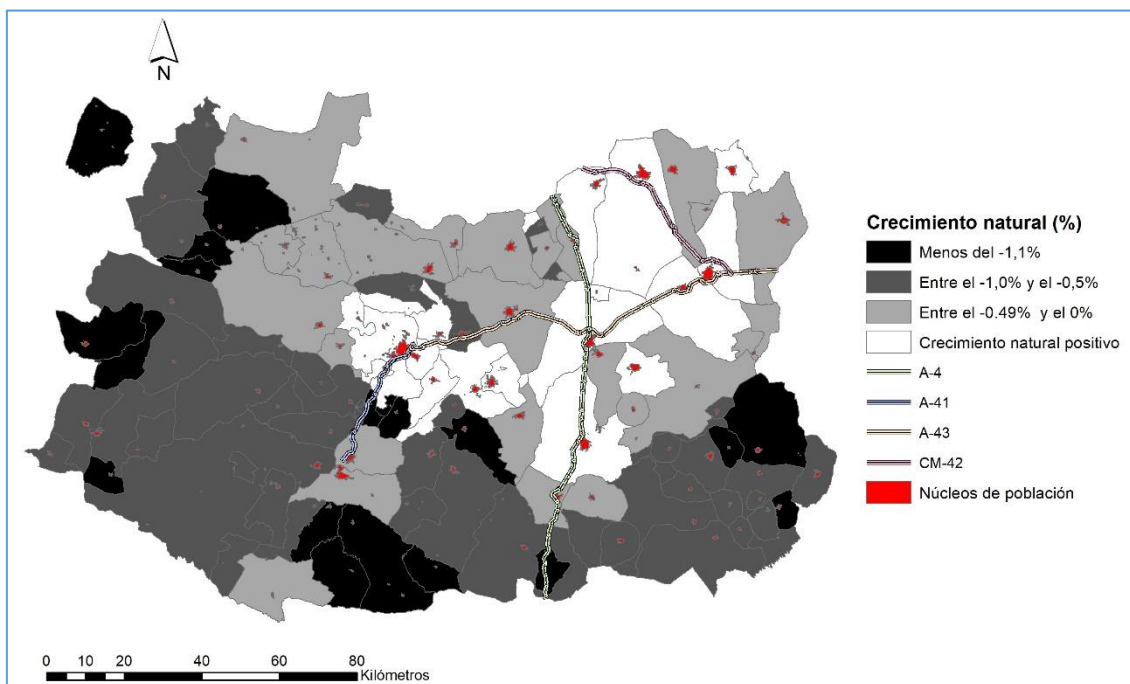 N
Crecimiento natural (%)
Menos del -1,1%
Entre el -1,0% y el -0,5%
Entre el -0.49% y el 0%
Crecimiento natural positivo
A-4
A-41
A-43
CM-42
Núcleos de población
0 10 20 40 60 80
Kilómetros